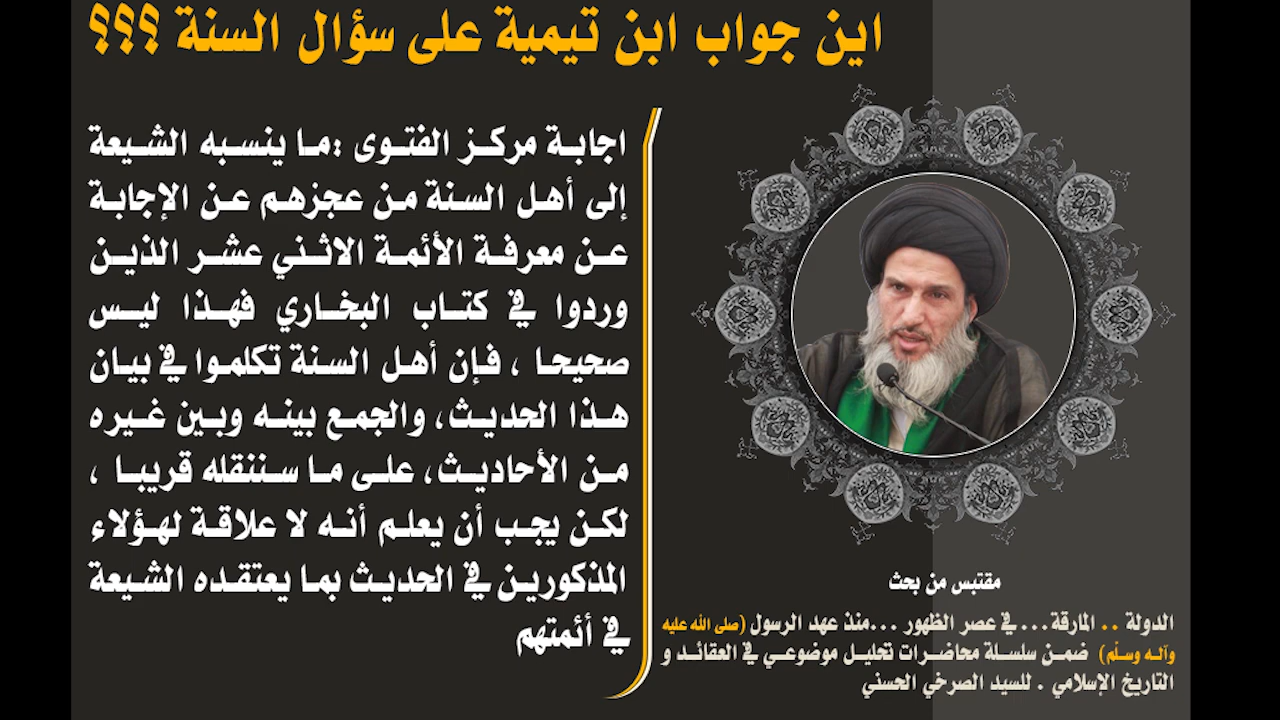 اين جواب ابن تيمية على سؤال السنة ؟؟؟
اجابة مركز الفتوى :ما ينسبه الشيعة
إلى أهل السنة من عجزهم عن الإجابة
عن معرفة الأئمة الاثني عشر الذين
وردوا في كتاب البخاري فهذا ليس
صحيحا ، فإن أهل السنة تكلموا في بيان
هذا الحديث، والجمع بينه وبين غيره
من الأحاديث، على ما سننقله قريبا ،
لكن يجب أن يعلم أنه لا علاقة لهؤلاء
المذكورين في الحديث بما يعتقده الشيعة
في أئمتهم
مقتبس من بحث
الدولة .. المارقة...في عصر الظهور ...منذ عهد الرسول (صلى الله عليه
وآله وسلم) ضمن سلسلة محاضرات تحليل موضوعي في العقائد و
التاريخ الإسلامي . للسيد الصرخي الحسني